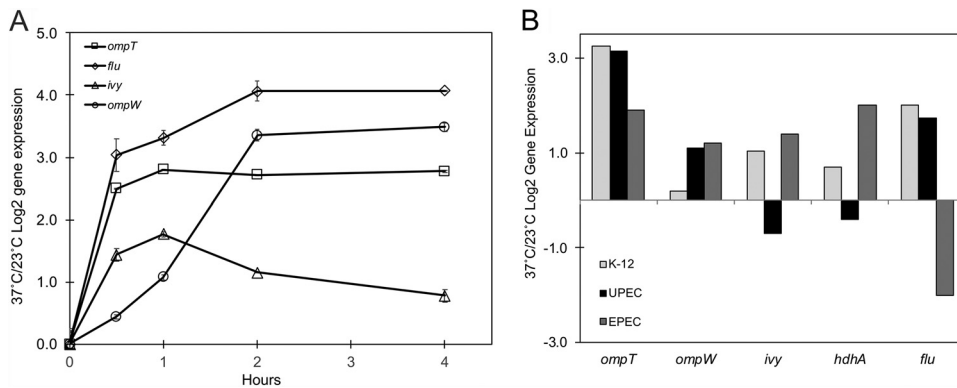 A
5.0
4.0
3.0
2.0
1.0
0.0
37˚C/23˚C Log2 gene expression
ompT
flu
ivy
ompW
0
1
2
3
4
Hours
B
3.0
1.0
-1.0
-3.0
37˚C/23˚C Log2 Gene Expression
K-12
UPEC
EPEC
ompT
ompW
ivy
hdhA
flu